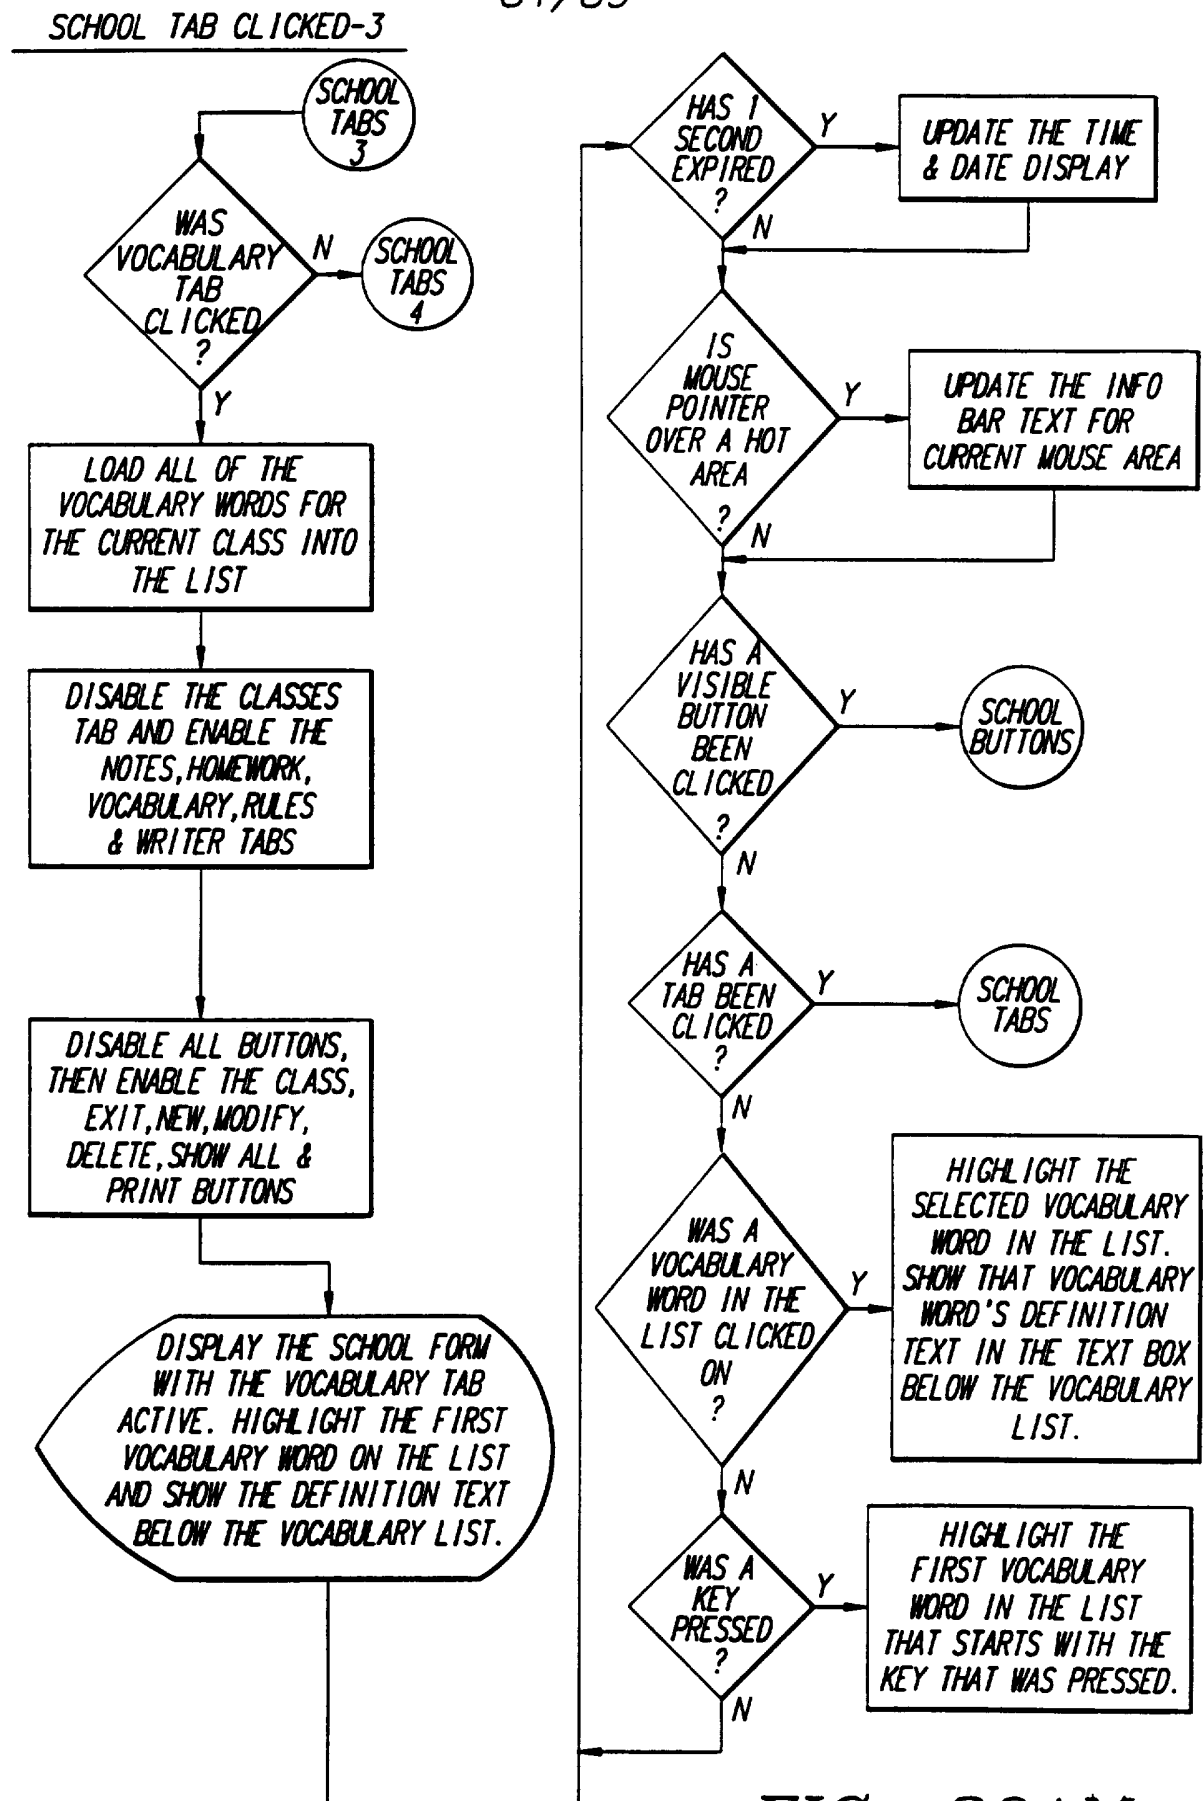 SCHOOL TAB CLICKED-3
SCHOOL
TABS
3
WAS
VOCABULARY
TAB
CLICKED
?
N
SCHOOL
TABS
4
Y
LOAD ALL OF THE
VOCABULARY WORDS FOR
THE CURRENT CLASS INTO
THE LIST
DISABLE THE CLASSES
TAB AND ENABLE THE
NOTES, HOMEWORK,
VOCABULARY, RULES
& WRITER TABS
DISABLE ALL BUTTONS,
THEN ENABLE THE CLASS,
EXIT, NEW, MODIFY,
DELETE, SHOW ALL &
PRINT BUTTONS
DISPLAY THE SCHOOL FORM
WITH THE VOCABULARY TAB
ACTIVE. HIGHLIGHT THE FIRST
VOCABULARY WORD ON THE LIST
AND SHOW THE DEFINITION TEXT
BELOW THE VOCABULARY LIST.
HAS 1
SECOND
EXPIRED
?
Y
UPDATE THE TIME
& DATE DISPLAY
N
IS
MOUSE
POINTER
OVER A HOT
AREA
?
Y
UPDATE THE INFO
BAR TEXT FOR
CURRENT MOUSE AREA
N
HAS A
VISIBLE
BUTTON
BEEN
CLICKED
?
Y
SCHOOL
BUTTONS
N
HAS A
TAB BEEN
CLICKED
?
Y
SCHOOL
TABS
N
WAS A
VOCABULARY
WORD IN THE
LIST CLICKED
ON
?
Y
HIGHLIGHT THE
SELECTED VOCABULARY
WORD IN THE LIST.
SHOW THAT VOCABULARY
WORD'S DEFINITION
TEXT IN THE TEXT BOX
BELOW THE VOCABULARY
LIST.
N
WAS A
KEY
PRESSED
?
Y
HIGHLIGHT THE
FIRST VOCABULARY
WORD IN THE LIST
THAT STARTS WITH THE
KEY THAT WAS PRESSED.
N